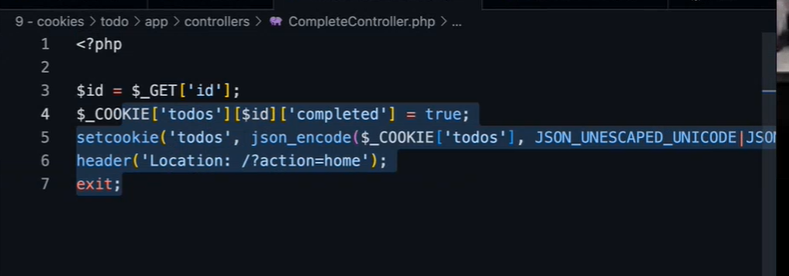 9 - cookies > todo > app > controllers > CompleteController.php > ...
1 <?php
2
3 $id = $_GET['id'];
4 $_COOKIE['todos'][$id]['completed'] = true;
5 setcookie('todos', json_encode($_COOKIE['todos'], JSON_UNESCAPED_UNICODE|JSON
6 header('Location: /?action=home');
7 exit;